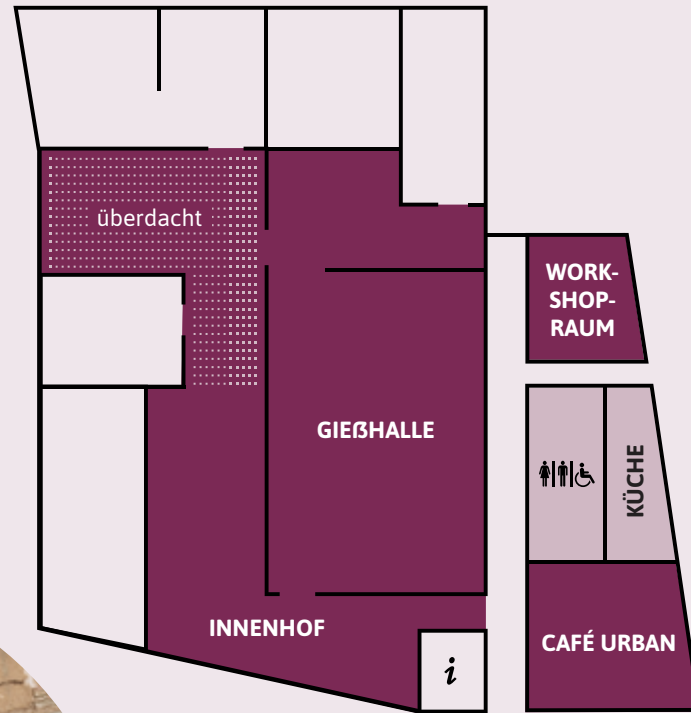 überdacht
WORK-
SHOP-
RAUM
GIEẞHALLE
KÜCHE
INNENHOF
CAFÉ URBAN
i